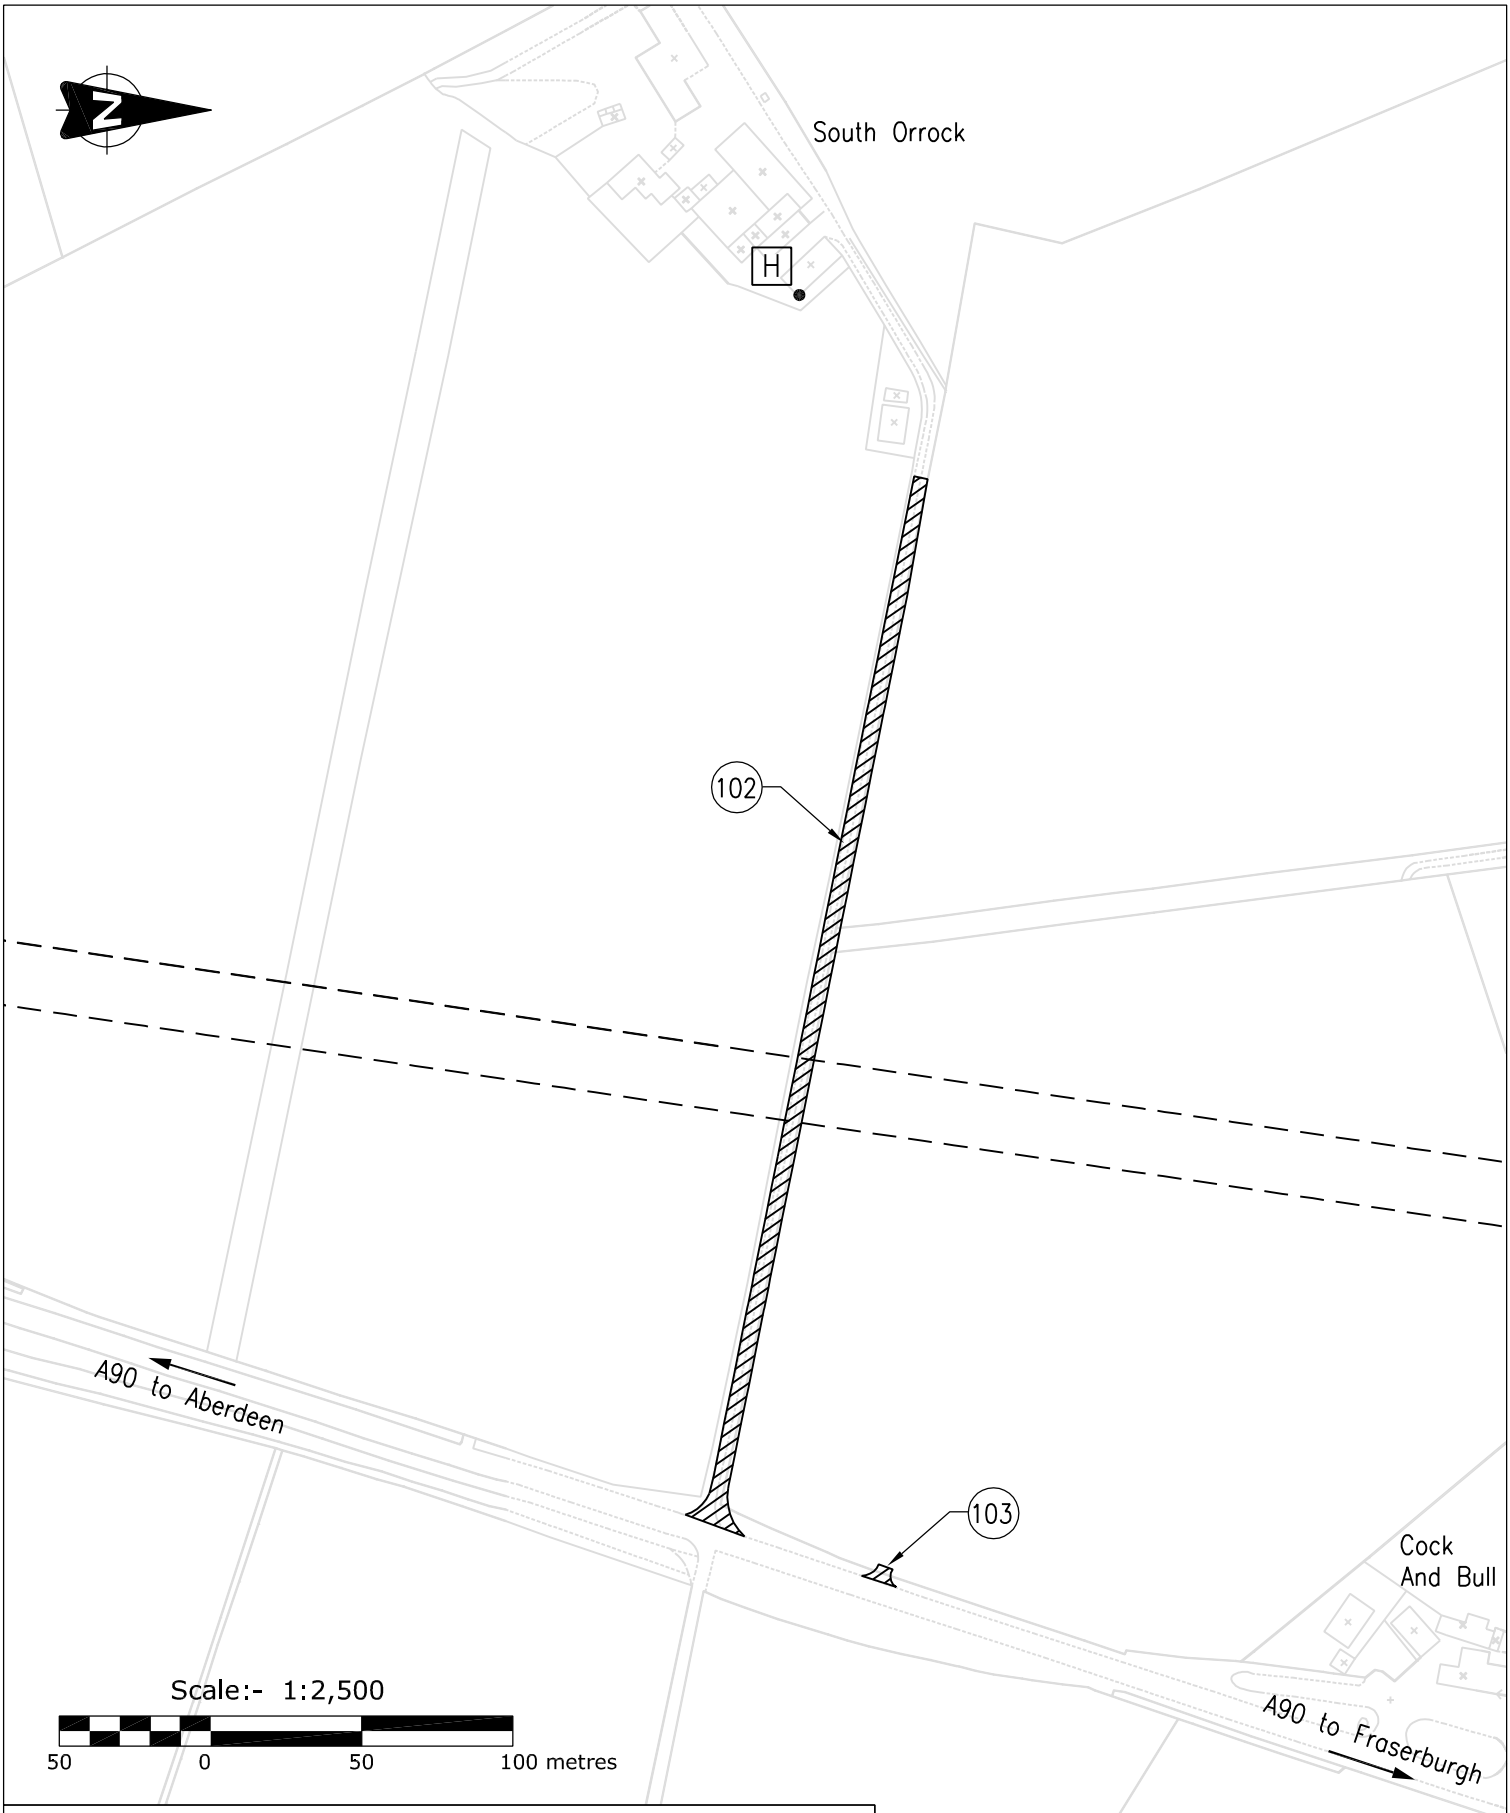 N
South Orrock
H
102
A90 to Aberdeen
103
Cock
And Bull
Scale:- 1:2,500
50 0 50 100 metres
A90 to Fraserburgh